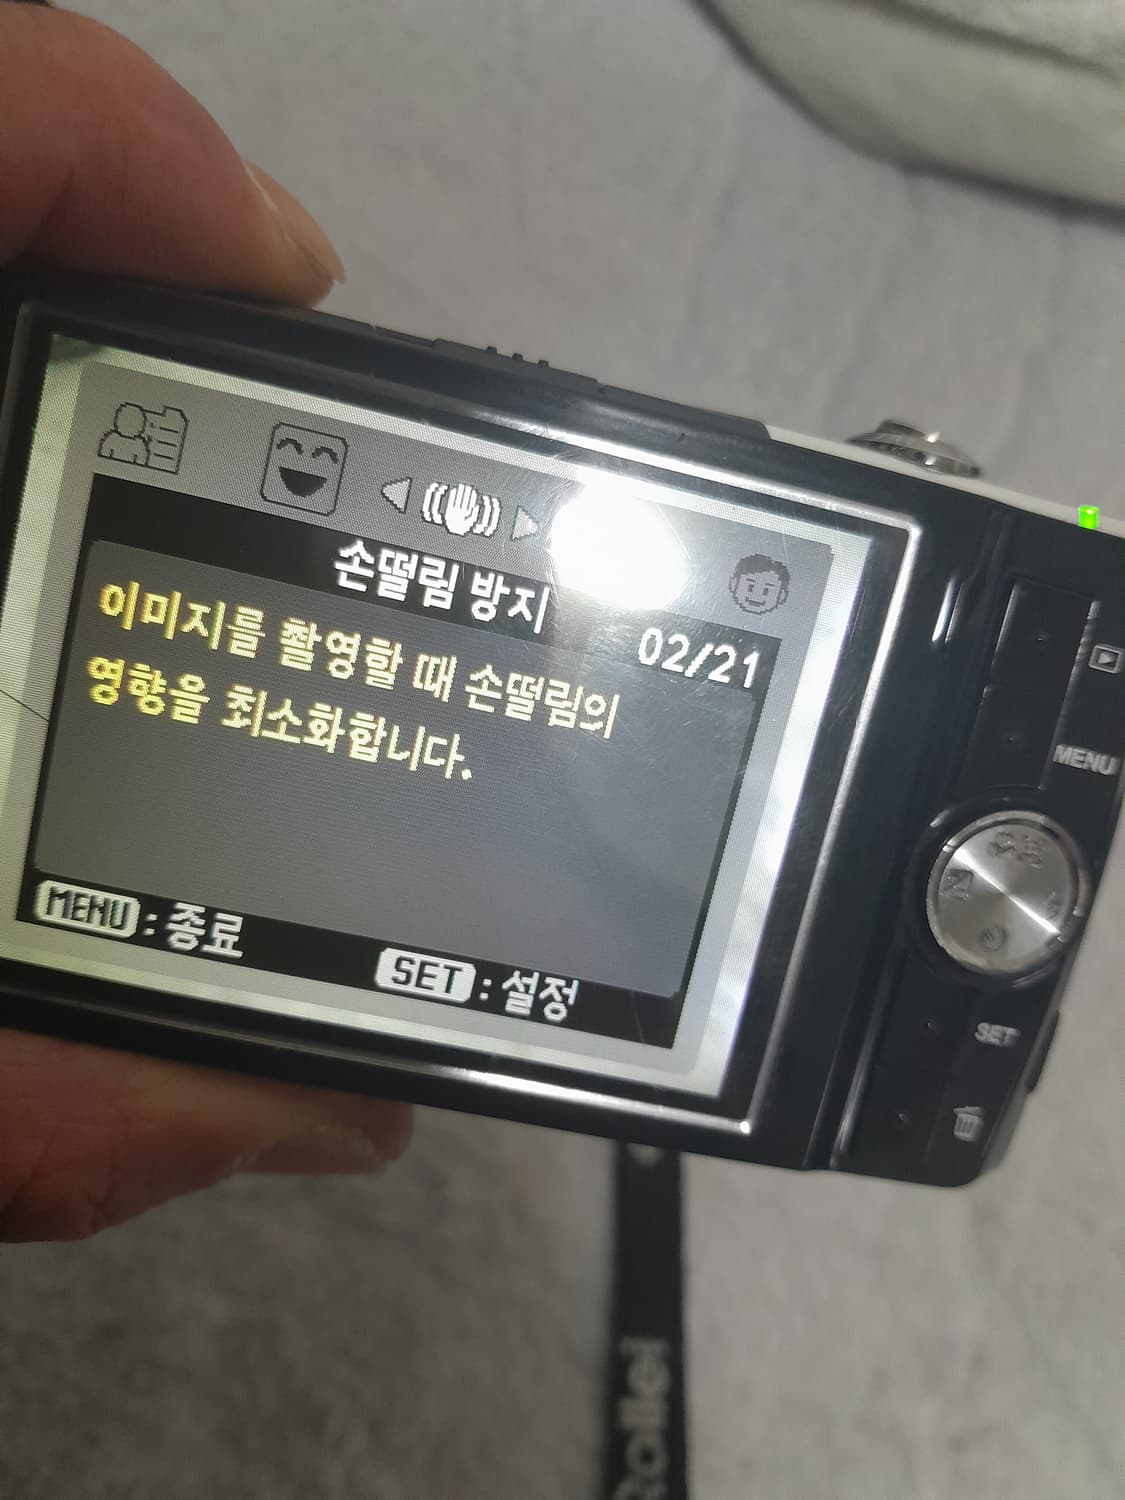 손떨림 방지
02/21
이미지를 촬영할 때 손떨림의
영향을 최소화합니다.
MENU : 종료
SET : 설정
MENU
SET
Rollei